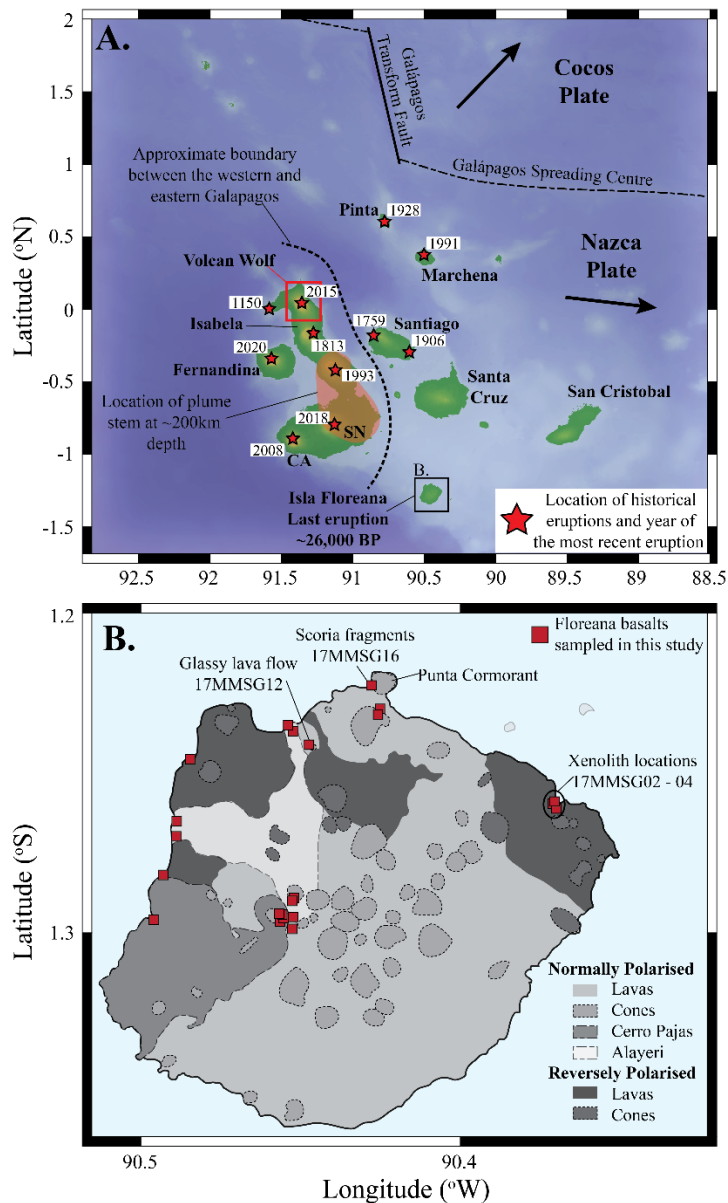 A.
Cocos
Plate
Galápagos
Transform Fault
Galápagos Spreading Centre
Approximate boundary
between the western and
eastern Galapagos
Pinta
1928
1991
Marchena
Nazca
Plate
Volcan Wolf
2015
1150
Isabela
1759
Santiago
1906
2020
1813
Fernandina
1993
Santa
Cruz
San Cristobal
Location of plume
stem at ~200km
depth
2018
SN
2008
CA
B.
Isla Floreana
Last eruption
~26,000 BP
Location of historical
eruptions and year of
the most recent eruption
Latitude (°N)
2
1.5
1
0.5
0
-0.5
-1
-1.5
92.5
92
91.5
91
90.5
90
89.5
89
88.5
B.
Scoria fragments
17MMSG16
Floreana basalts
sampled in this study
Glassy lava flow
17MMSG12
Punta Cormorant
Xenolith locations
17MMSG02 - 04
Normally Polarised
Lavas
Cones
Cerro Pajas
Alayeri
Reversely Polarised
Lavas
Cones
Latitude (°S)
1.2
1.3
90.5
90.4
Longitude (°W)